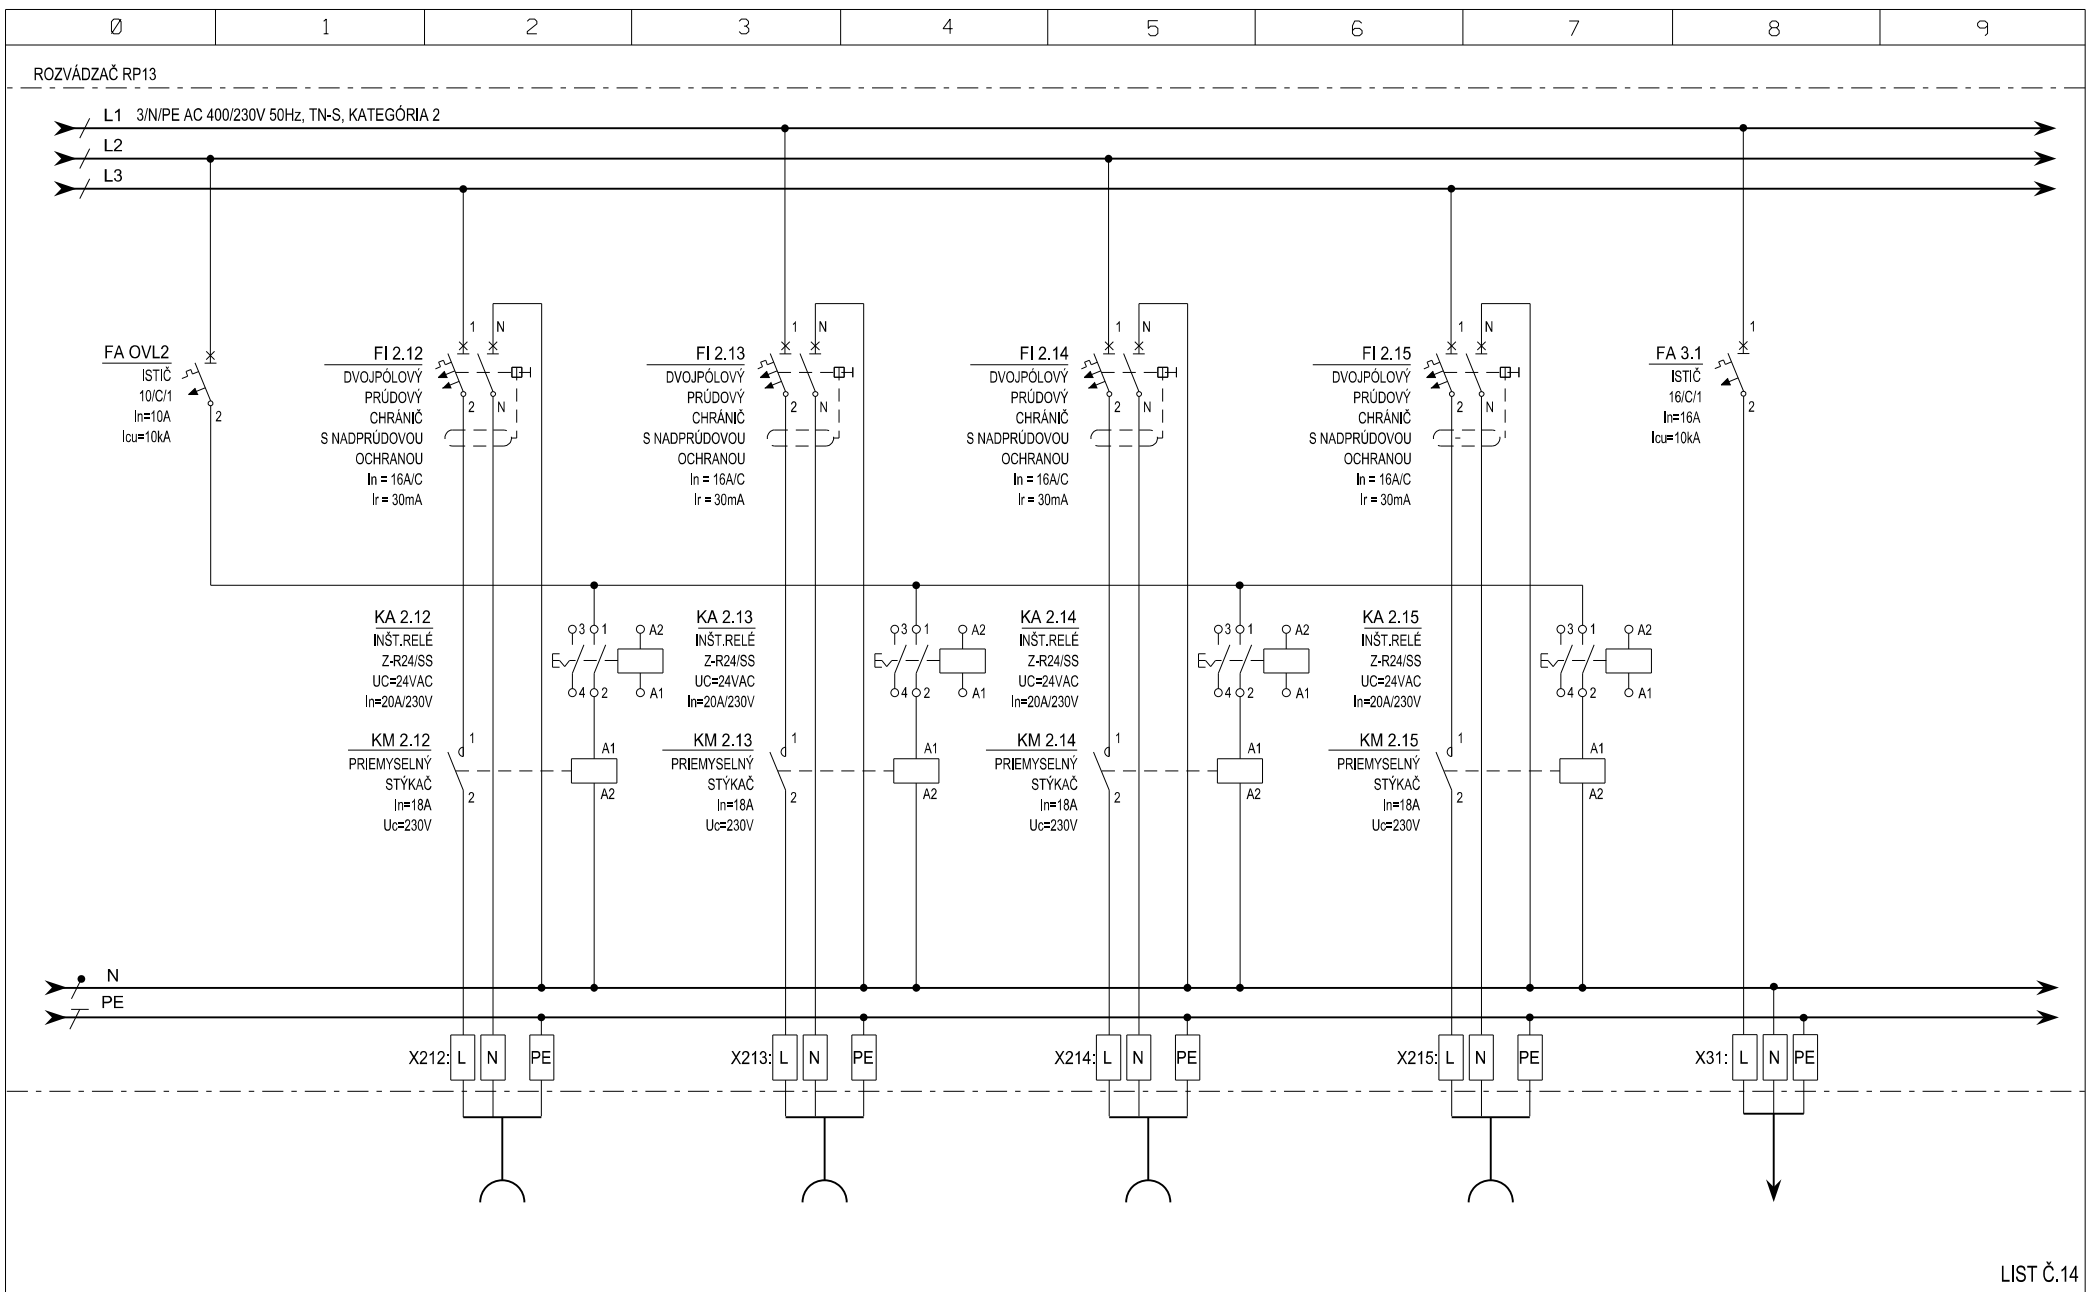 Ø 1 2 3 4 5 6 7 8 9
ROZVÁDZAČ RP13
L1 3/N/PE AC 400/230V 50Hz, TN-S, KATEGÓRIA 2
L2
L3
FA OVL2
ISTIČ
10/C/1
In=10A
Icu=10kA
2
FI 2.12
DVOJPÓLOVÝ
PRÚDOVÝ
CHRÁNIČ
S NADPRÚDOVOU
OCHRANOU
In = 16A/C
Ir = 30mA
1 N
2 N
FI 2.13
DVOJPÓLOVÝ
PRÚDOVÝ
CHRÁNIČ
S NADPRÚDOVOU
OCHRANOU
In = 16A/C
Ir = 30mA
1 N
2 N
FI 2.14
DVOJPÓLOVÝ
PRÚDOVÝ
CHRÁNIČ
S NADPRÚDOVOU
OCHRANOU
In = 16A/C
Ir = 30mA
1 N
2 N
FI 2.15
DVOJPÓLOVÝ
PRÚDOVÝ
CHRÁNIČ
S NADPRÚDOVOU
OCHRANOU
In = 16A/C
Ir = 30mA
1 N
2 N
FA 3.1
ISTIČ
16/C/1
In=16A
Icu=10kA
1
2
KA 2.12
INŠT.RELÉ
Z-R24/SS
UC=24VAC
In=20A/230V
3 1 A2
4 2 A1
KA 2.13
INŠT.RELÉ
Z-R24/SS
UC=24VAC
In=20A/230V
3 1 A2
4 2 A1
KA 2.14
INŠT.RELÉ
Z-R24/SS
UC=24VAC
In=20A/230V
3 1 A2
4 2 A1
KA 2.15
INŠT.RELÉ
Z-R24/SS
UC=24VAC
In=20A/230V
3 1 A2
4 2 A1
KM 2.12
PRIEMYSELNÝ
STÝKAČ
In=18A
Uc=230V
1 A1
2 A2
KM 2.13
PRIEMYSELNÝ
STÝKAČ
In=18A
Uc=230V
1 A1
2 A2
KM 2.14
PRIEMYSELNÝ
STÝKAČ
In=18A
Uc=230V
1 A1
2 A2
KM 2.15
PRIEMYSELNÝ
STÝKAČ
In=18A
Uc=230V
1 A1
2 A2
N
PE
X212: L N PE
X213: L N PE
X214: L N PE
X215: L N PE
X31: L N PE
LIST Č.14